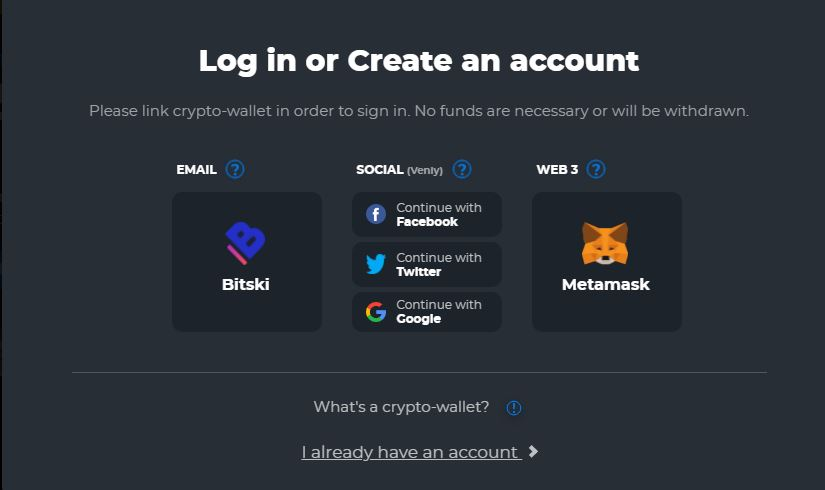 Log in or Create an account
Please link crypto-wallet in order to sign in. No funds are necessary or will be withdrawn.
EMAIL ?
Bitski
SOCIAL (Venly) ?
Continue with
Facebook
Continue with
Twitter
Continue with
Google
WEB 3 ?
Metamask
What's a crypto-wallet? !
I already have an account